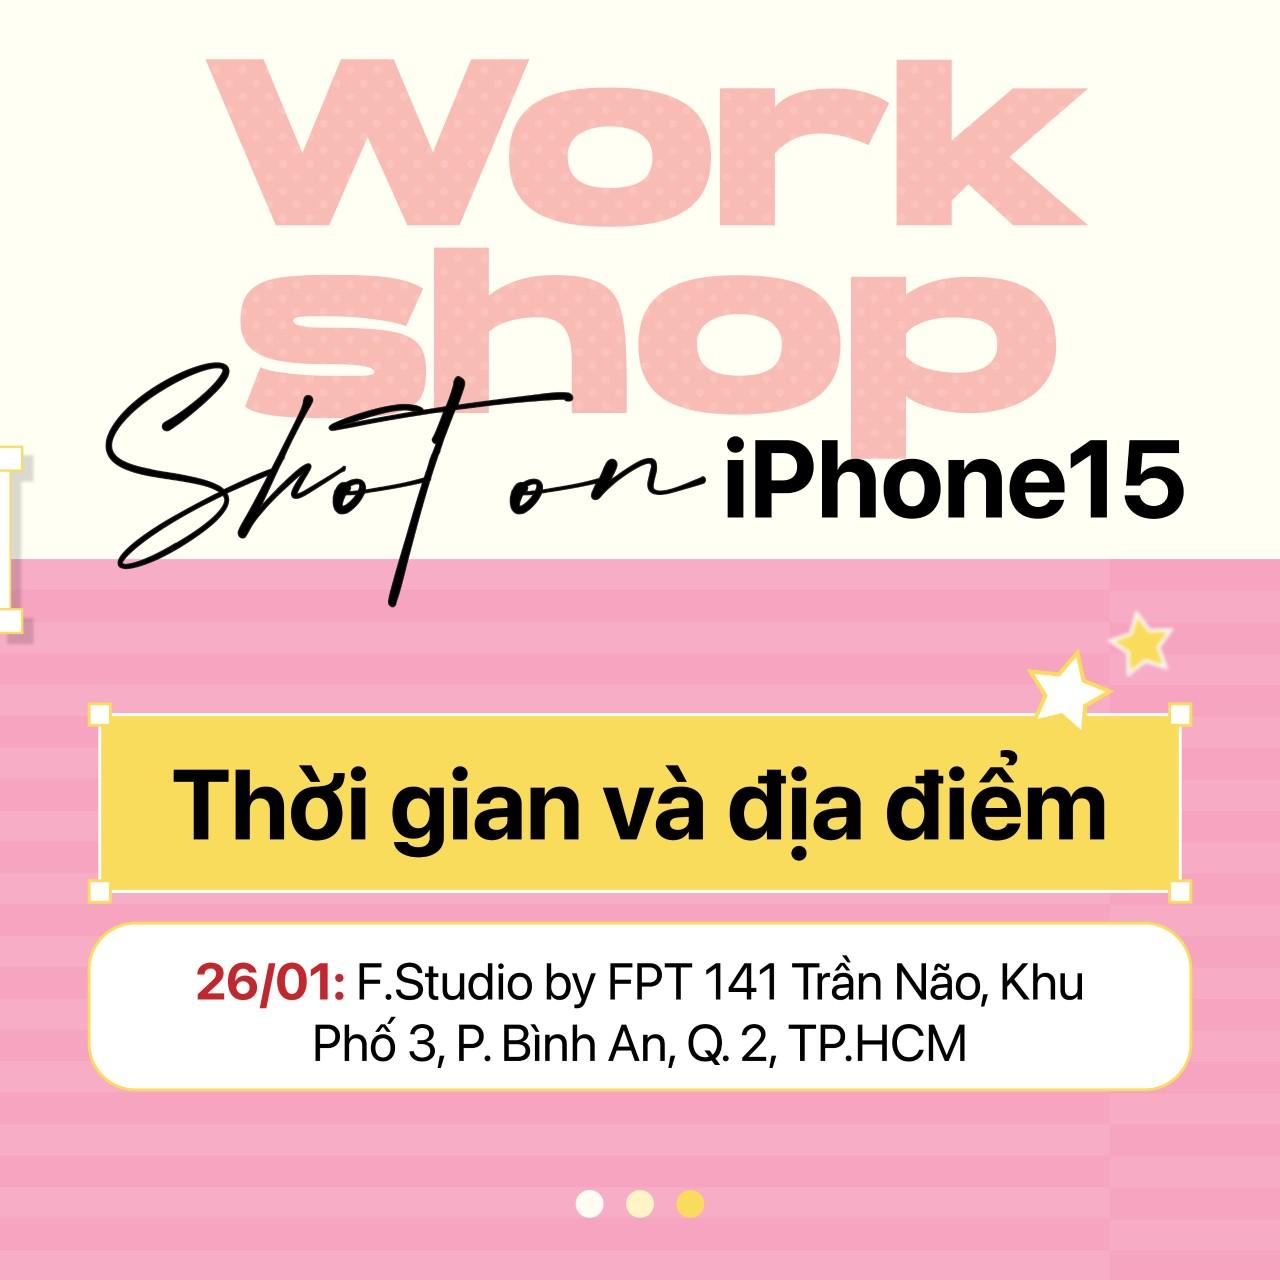 Work
shop
Shot on iPhone15
Thời gian và địa điểm
26/01: F.Studio by FPT 141 Trần Não, Khu
Phố 3, P. Bình An, Q. 2, TP.HCM